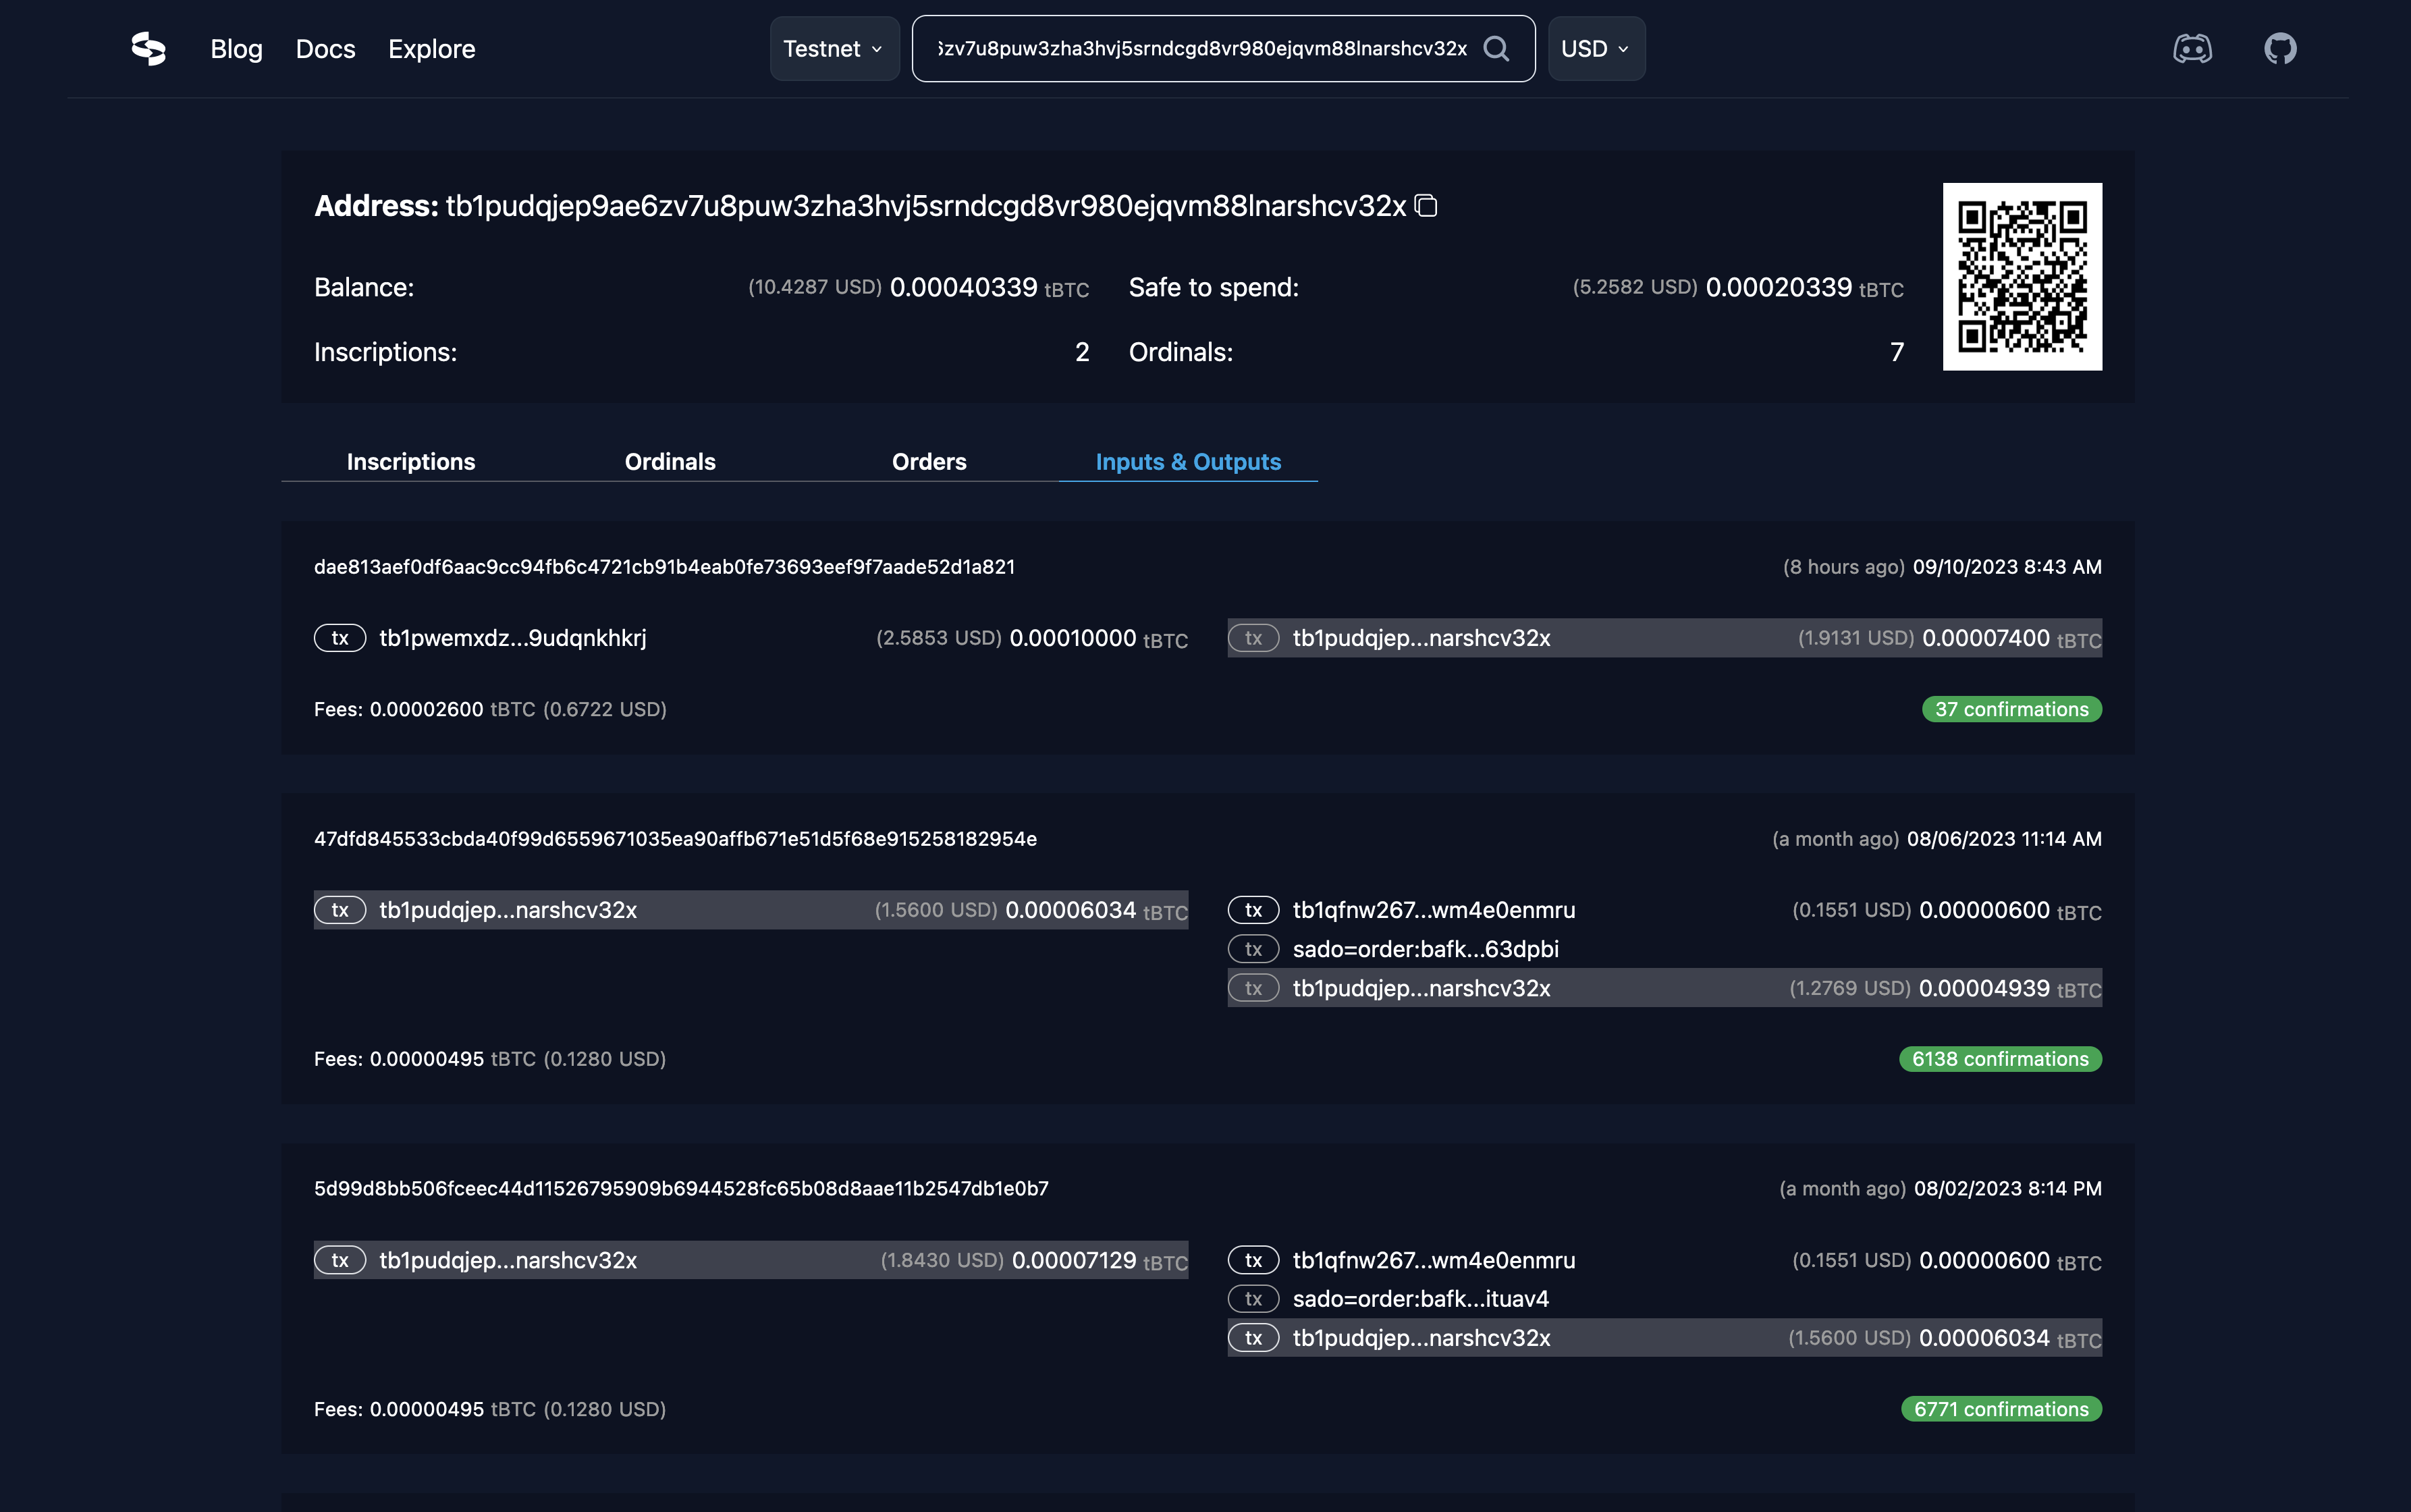 Blog Docs Explore Testnet 6zv7u8puw3zha3hvj5srndcgd8vr980ejqvm88lnarshcv32x USD
Address: tb1pudqjep9ae6zv7u8puw3zha3hvj5srndcgd8vr980ejqvm88lnarshcv32x
Balance: (10.4287 USD) 0.00040339 tBTC Safe to spend: (5.2582 USD) 0.00020339 tBTC
Inscriptions: 2 Ordinals: 7
Inscriptions Ordinals Orders Inputs & Outputs
dae813aef0df6aac9cc94fb6c4721cb91b4eab0fe73693eef9f7aade52d1a821 (8 hours ago) 09/10/2023 8:43 AM
tx tb1pwemxdz...9udqnkhkrj (2.5853 USD) 0.00010000 tBTC tx tb1pudqjep...narshcv32x (1.9131 USD) 0.00007400 tBTC
Fees: 0.00002600 tBTC (0.6722 USD) 37 confirmations
47dfd845533cbda40f99d6559671035ea90affb671e51d5f68e915258182954e (a month ago) 08/06/2023 11:14 AM
tx tb1pudqjep...narshcv32x (1.5600 USD) 0.00006034 tBTC tx tb1qfnw267...wm4e0enmru (0.1551 USD) 0.00000600 tBTC
tx sado=order:bafk...63dpbi
tx tb1pudqjep...narshcv32x (1.2769 USD) 0.00004939 tBTC
Fees: 0.00000495 tBTC (0.1280 USD) 6138 confirmations
5d99d8bb506fceec44d11526795909b6944528fc65b08d8aae11b2547db1e0b7 (a month ago) 08/02/2023 8:14 PM
tx tb1pudqjep...narshcv32x (1.8430 USD) 0.00007129 tBTC tx tb1qfnw267...wm4e0enmru (0.1551 USD) 0.00000600 tBTC
tx sado=order:bafk...ituav4
tx tb1pudqjep...narshcv32x (1.5600 USD) 0.00006034 tBTC
Fees: 0.00000495 tBTC (0.1280 USD) 6771 confirmations